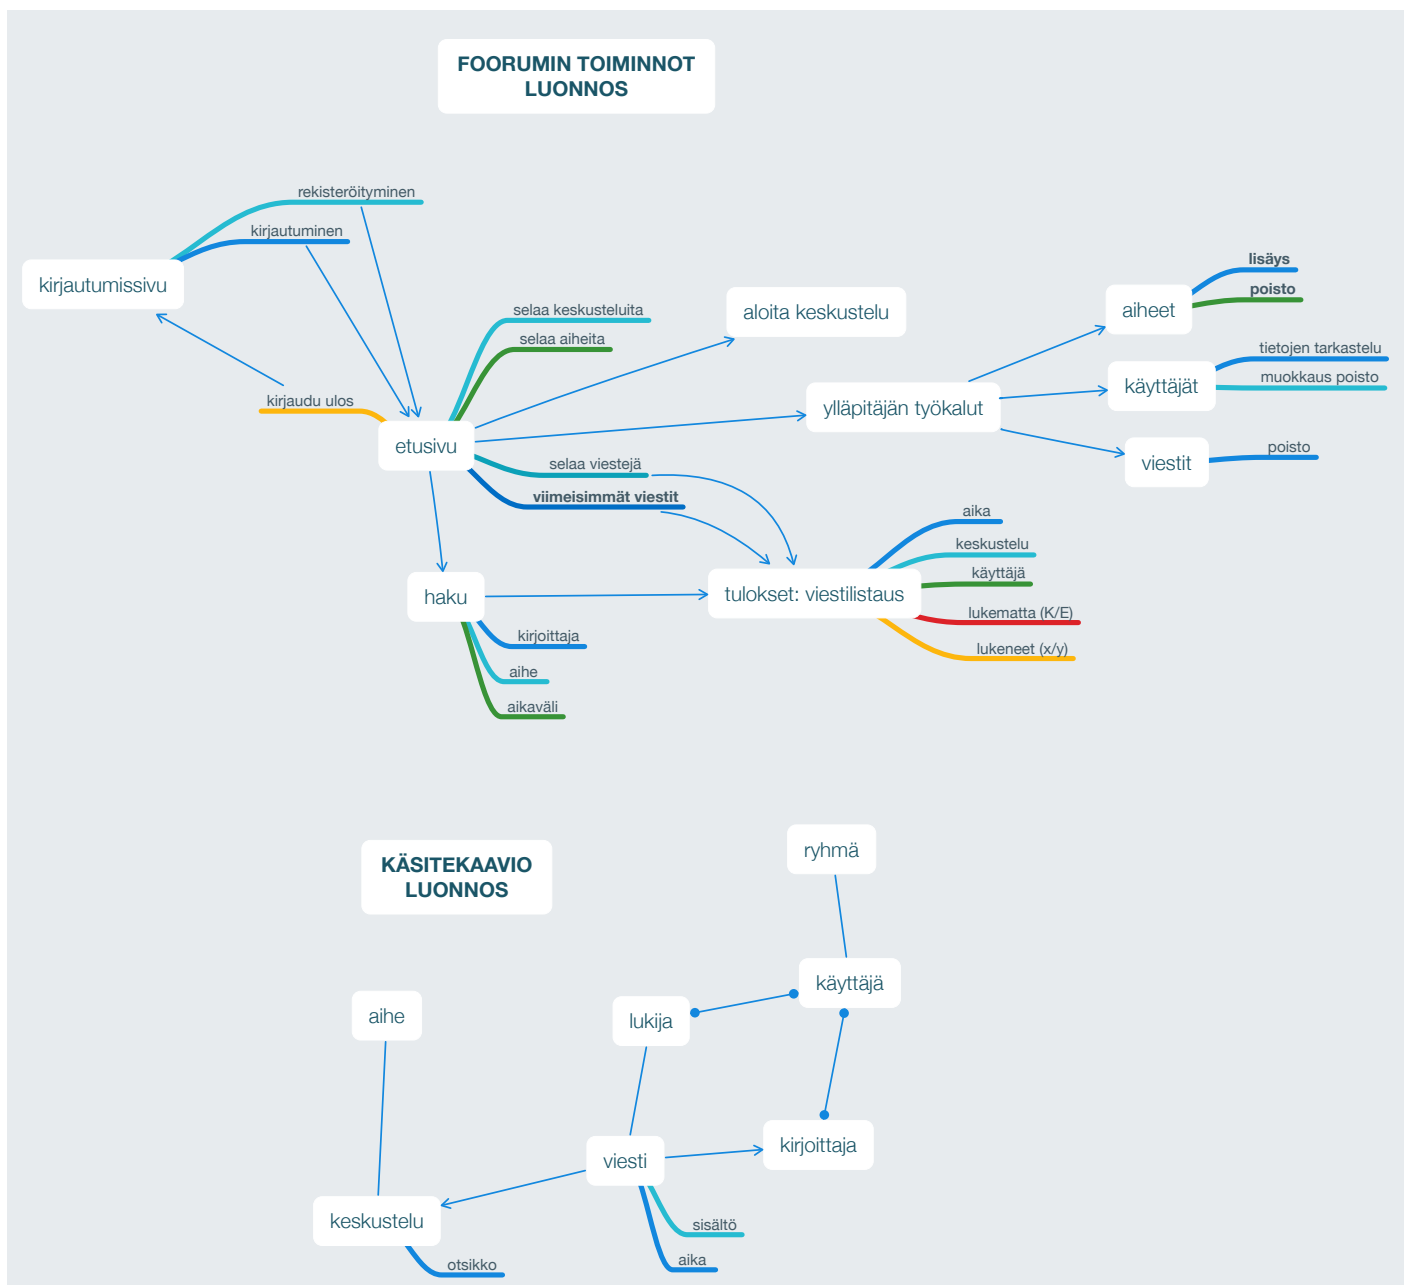 FOORUMIN TOIMINNOT
LUONNOS
rekisteröityminen
kirjautuminen
kirjautumissivu
kirjaudu ulos
selaa keskusteluita
selaa aiheita
etusivu
selaa viestejä
viimeisimmät viestit
aloita keskustelu
ylläpitäjän työkalut
aiheet
lisäys
poisto
käyttäjät
tietojen tarkastelu
muokkaus poisto
viestit
poisto
haku
kirjoittaja
aihe
aikaväli
tulokset: viestilistaus
aika
keskustelu
käyttäjä
lukematta (K/E)
lukeneet (x/y)
KÄSITEKAAVIO
LUONNOS
ryhmä
käyttäjä
lukija
aihe
kirjoittaja
viesti
sisältö
aika
keskustelu
otsikko